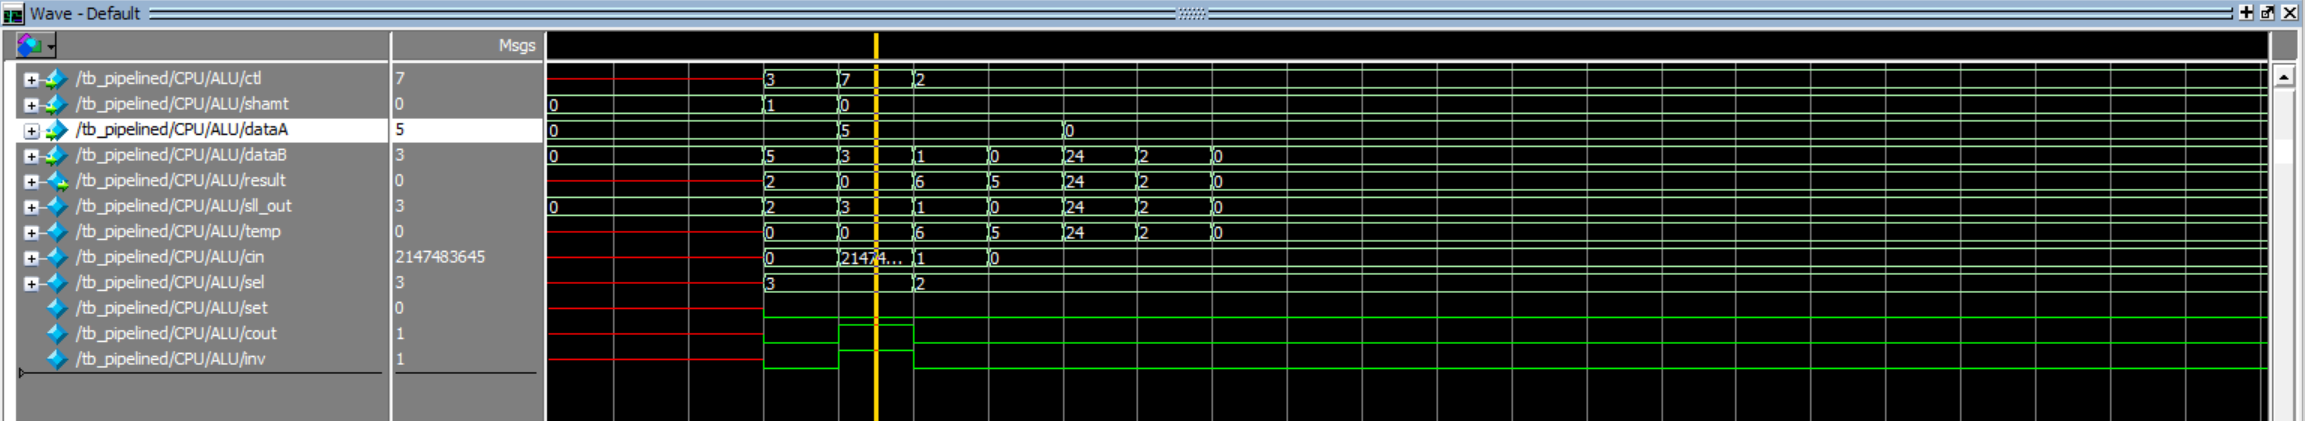 Wave - Default
Msgs
/tb_pipelined/CPU/ALU/ctl 7 3 7 2
/tb_pipelined/CPU/ALU/shamt 0 0 1 0
/tb_pipelined/CPU/ALU/dataA 5 0 5 0
/tb_pipelined/CPU/ALU/dataB 3 0 5 3 1 0 24 2 0
/tb_pipelined/CPU/ALU/result 0 2 0 6 5 24 2 0
/tb_pipelined/CPU/ALU/sll_out 3 0 2 3 1 0 24 2 0
/tb_pipelined/CPU/ALU/temp 0 0 0 6 5 24 2 0
/tb_pipelined/CPU/ALU/cin 2147483645 0 21474... 1 0
/tb_pipelined/CPU/ALU/sel 3 3 2
/tb_pipelined/CPU/ALU/set 0
/tb_pipelined/CPU/ALU/cout 1
/tb_pipelined/CPU/ALU/inv 1